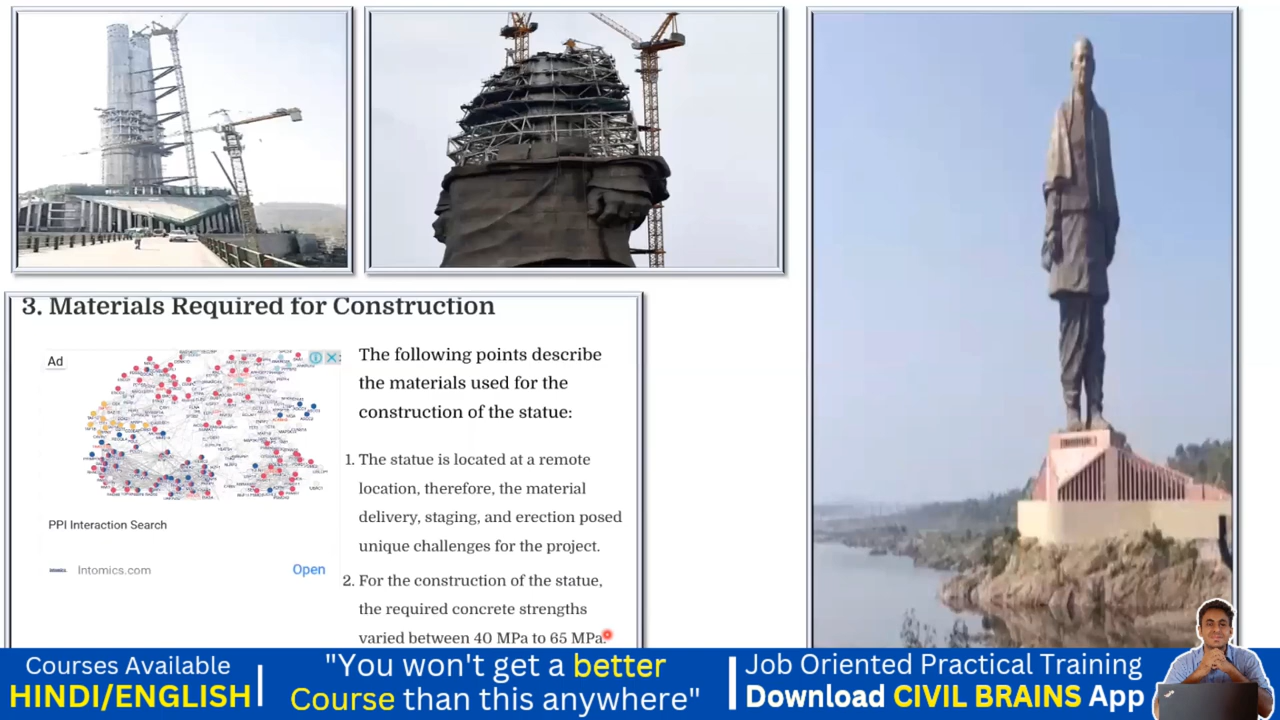 3. Materials Required for Construction
Ad
PPI Interaction Search
Intomics.com
Open
The following points describe
the materials used for the
construction of the statue:
1. The statue is located at a remote
location, therefore, the material
delivery, staging, and erection posed
unique challenges for the project.
2. For the construction of the statue,
the required concrete strengths
varied between 40 MPa to 65 MPa.
Courses Available
HINDI/ENGLISH
"You won't get a better
Course than this anywhere"
Job Oriented Practical Training
Download CIVIL BRAINS App